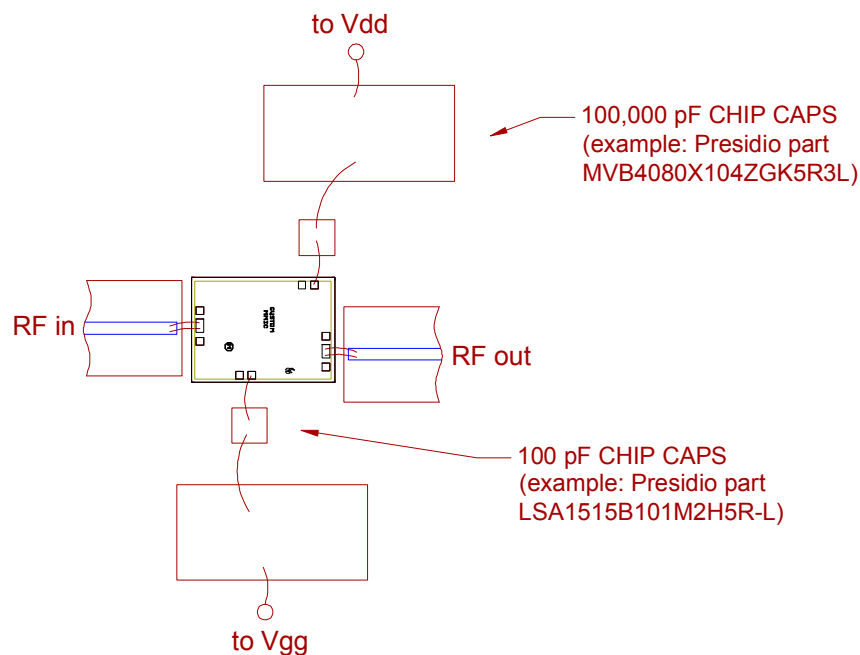 to Vdd
100,000 pF CHIP CAPS
(example: Presidio part
MVB4080X104ZGK5R3L)
RF in
CUSTOM
RF out
100 pF CHIP CAPS
(example: Presidio part
LSA1515B101M2H5R-L)
to Vgg